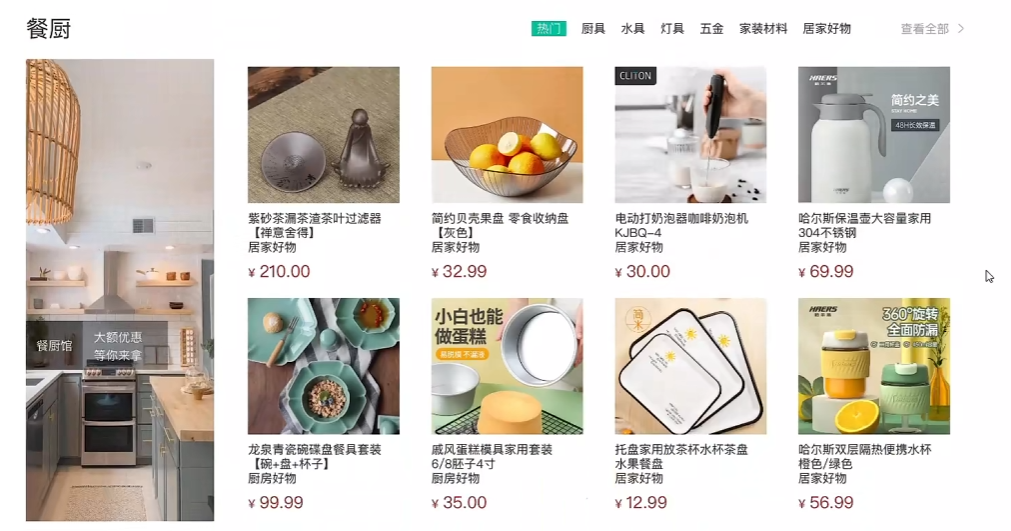 餐厨
热门 厨具 水具 灯具 五金 家装材料 居家好物 查看全部
餐厨馆
大额优惠
等你来拿
紫砂茶漏茶渣茶叶过滤器
【禅意舍得】
居家好物
¥ 210.00
简约贝壳果盘 零食收纳盘
【灰色】
居家好物
¥ 32.99
CLITON
电动打奶泡器咖啡奶泡机
KJBQ-4
居家好物
¥ 30.00
HAERS
简约之美
STAY HOME
48H长效保温
哈尔斯保温壶大容量家用
304不锈钢
居家好物
¥ 69.99
龙泉青瓷碗碟盘餐具套装
【碗+盘+杯子】
厨房好物
¥ 99.99
小白也能
做蛋糕
易脱模 不滋油
戚风蛋糕模具家用套装
6/8胚子4寸
厨房好物
¥ 35.00
简米
托盘家用放茶杯水杯茶盘
水果餐盘
居家好物
¥ 12.99
HAERS
360°旋转
全面防漏
哈尔斯双层隔热便携水杯
橙色/绿色
居家好物
¥ 56.99